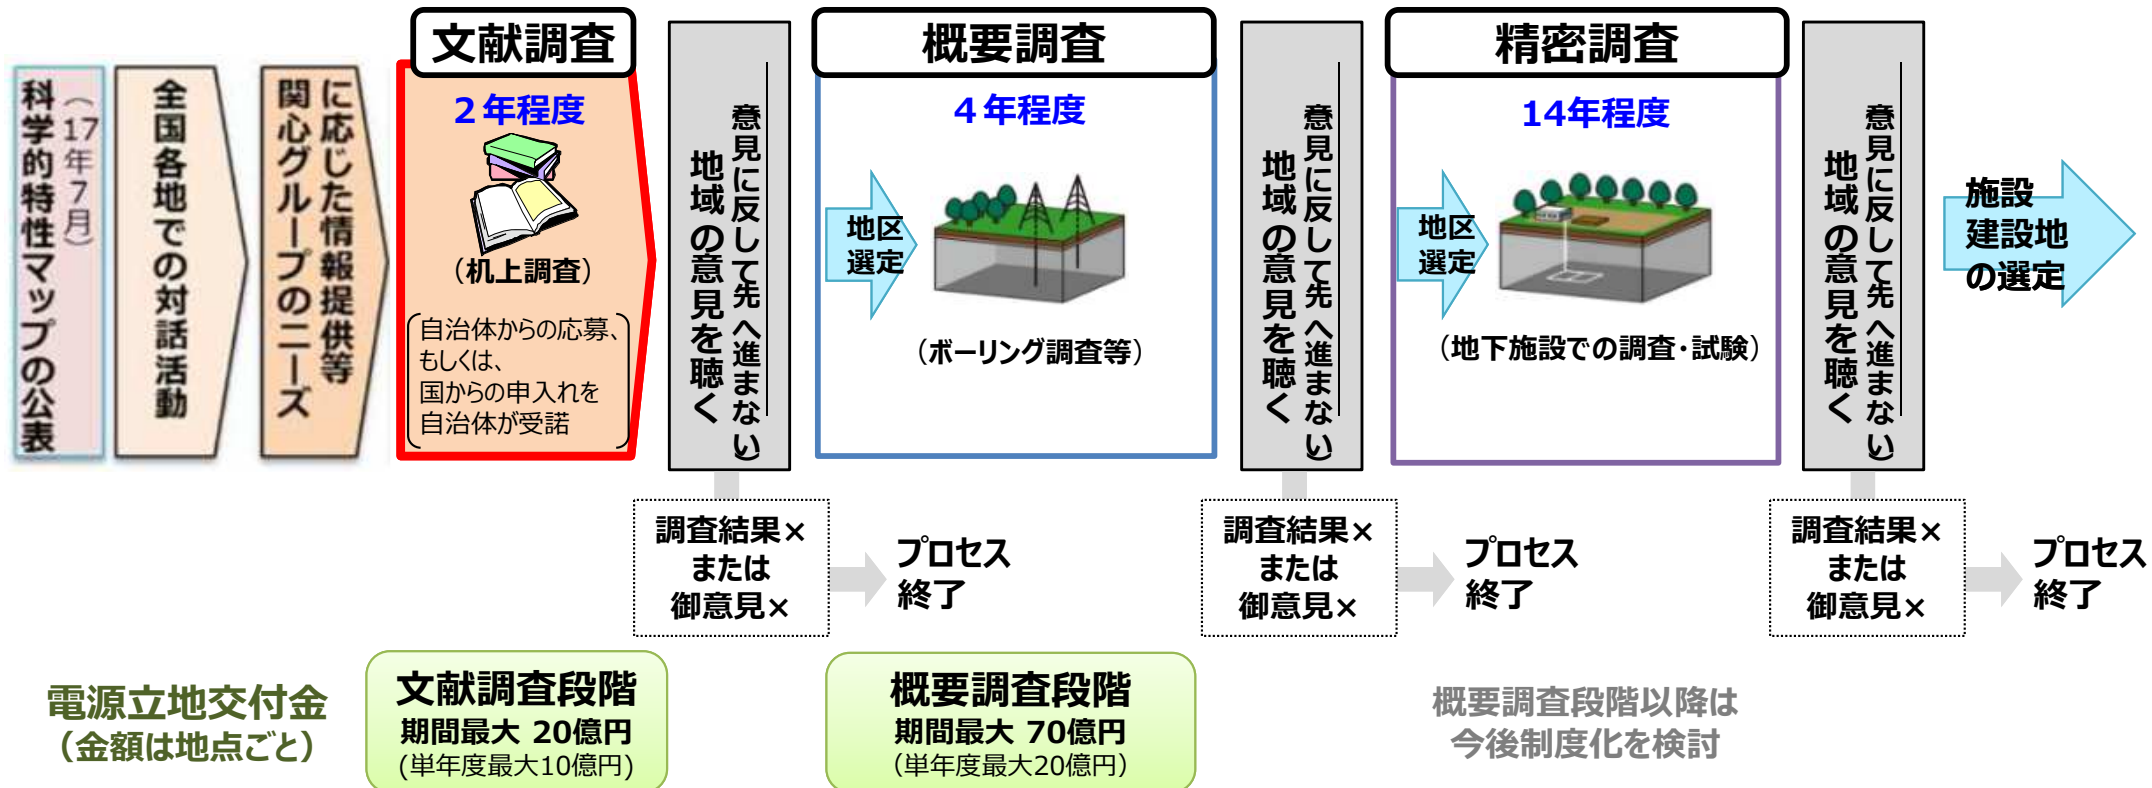 科学的特性マップの公表
（17年7月）
全国各地での対話活動
関心グループのニーズ
に応じた情報提供等
文献調査
２年程度
（机上調査）
自治体からの応募、
もしくは、
国からの申入れを
自治体が受諾
地域の意見を聴く
意見に反して先へ進まない）
概要調査
４年程度
地区
選定
（ボーリング調査等）
地域の意見を聴く
意見に反して先へ進まない）
精密調査
14年程度
地区
選定
（地下施設での調査・試験）
地域の意見を聴く
意見に反して先へ進まない）
施設
建設地
の選定
調査結果×
または
御意見×
プロセス
終了
調査結果×
または
御意見×
プロセス
終了
調査結果×
または
御意見×
プロセス
終了
電源立地交付金
（金額は地点ごと）
文献調査段階
期間最大 20億円
(単年度最大10億円)
概要調査段階
期間最大 70億円
（単年度最大20億円）
概要調査段階以降は
今後制度化を検討